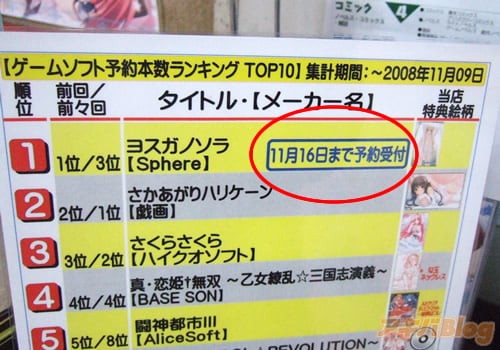 コミック 4
【ゲームソフト予約本数ランキング TOP10】集計期間:~2008年11月09日
順位 前回/前々回 タイトル・【メーカー名】 当店特典絵柄
1 1位/3位 ヨスガノソラ 11月16日まで予約受付
【Sphere】
2 2位/1位 さかあがりハリケーン
【戯画】
3 3位/2位 さくらさくら
【ハイクオソフト】
4 4位/4位 真・恋姫†無双 ~乙女繚乱☆三国志演義~
【BASE SON】
5 5位/8位 闘神都市III
【AliceSoft】
REVOLUTION~